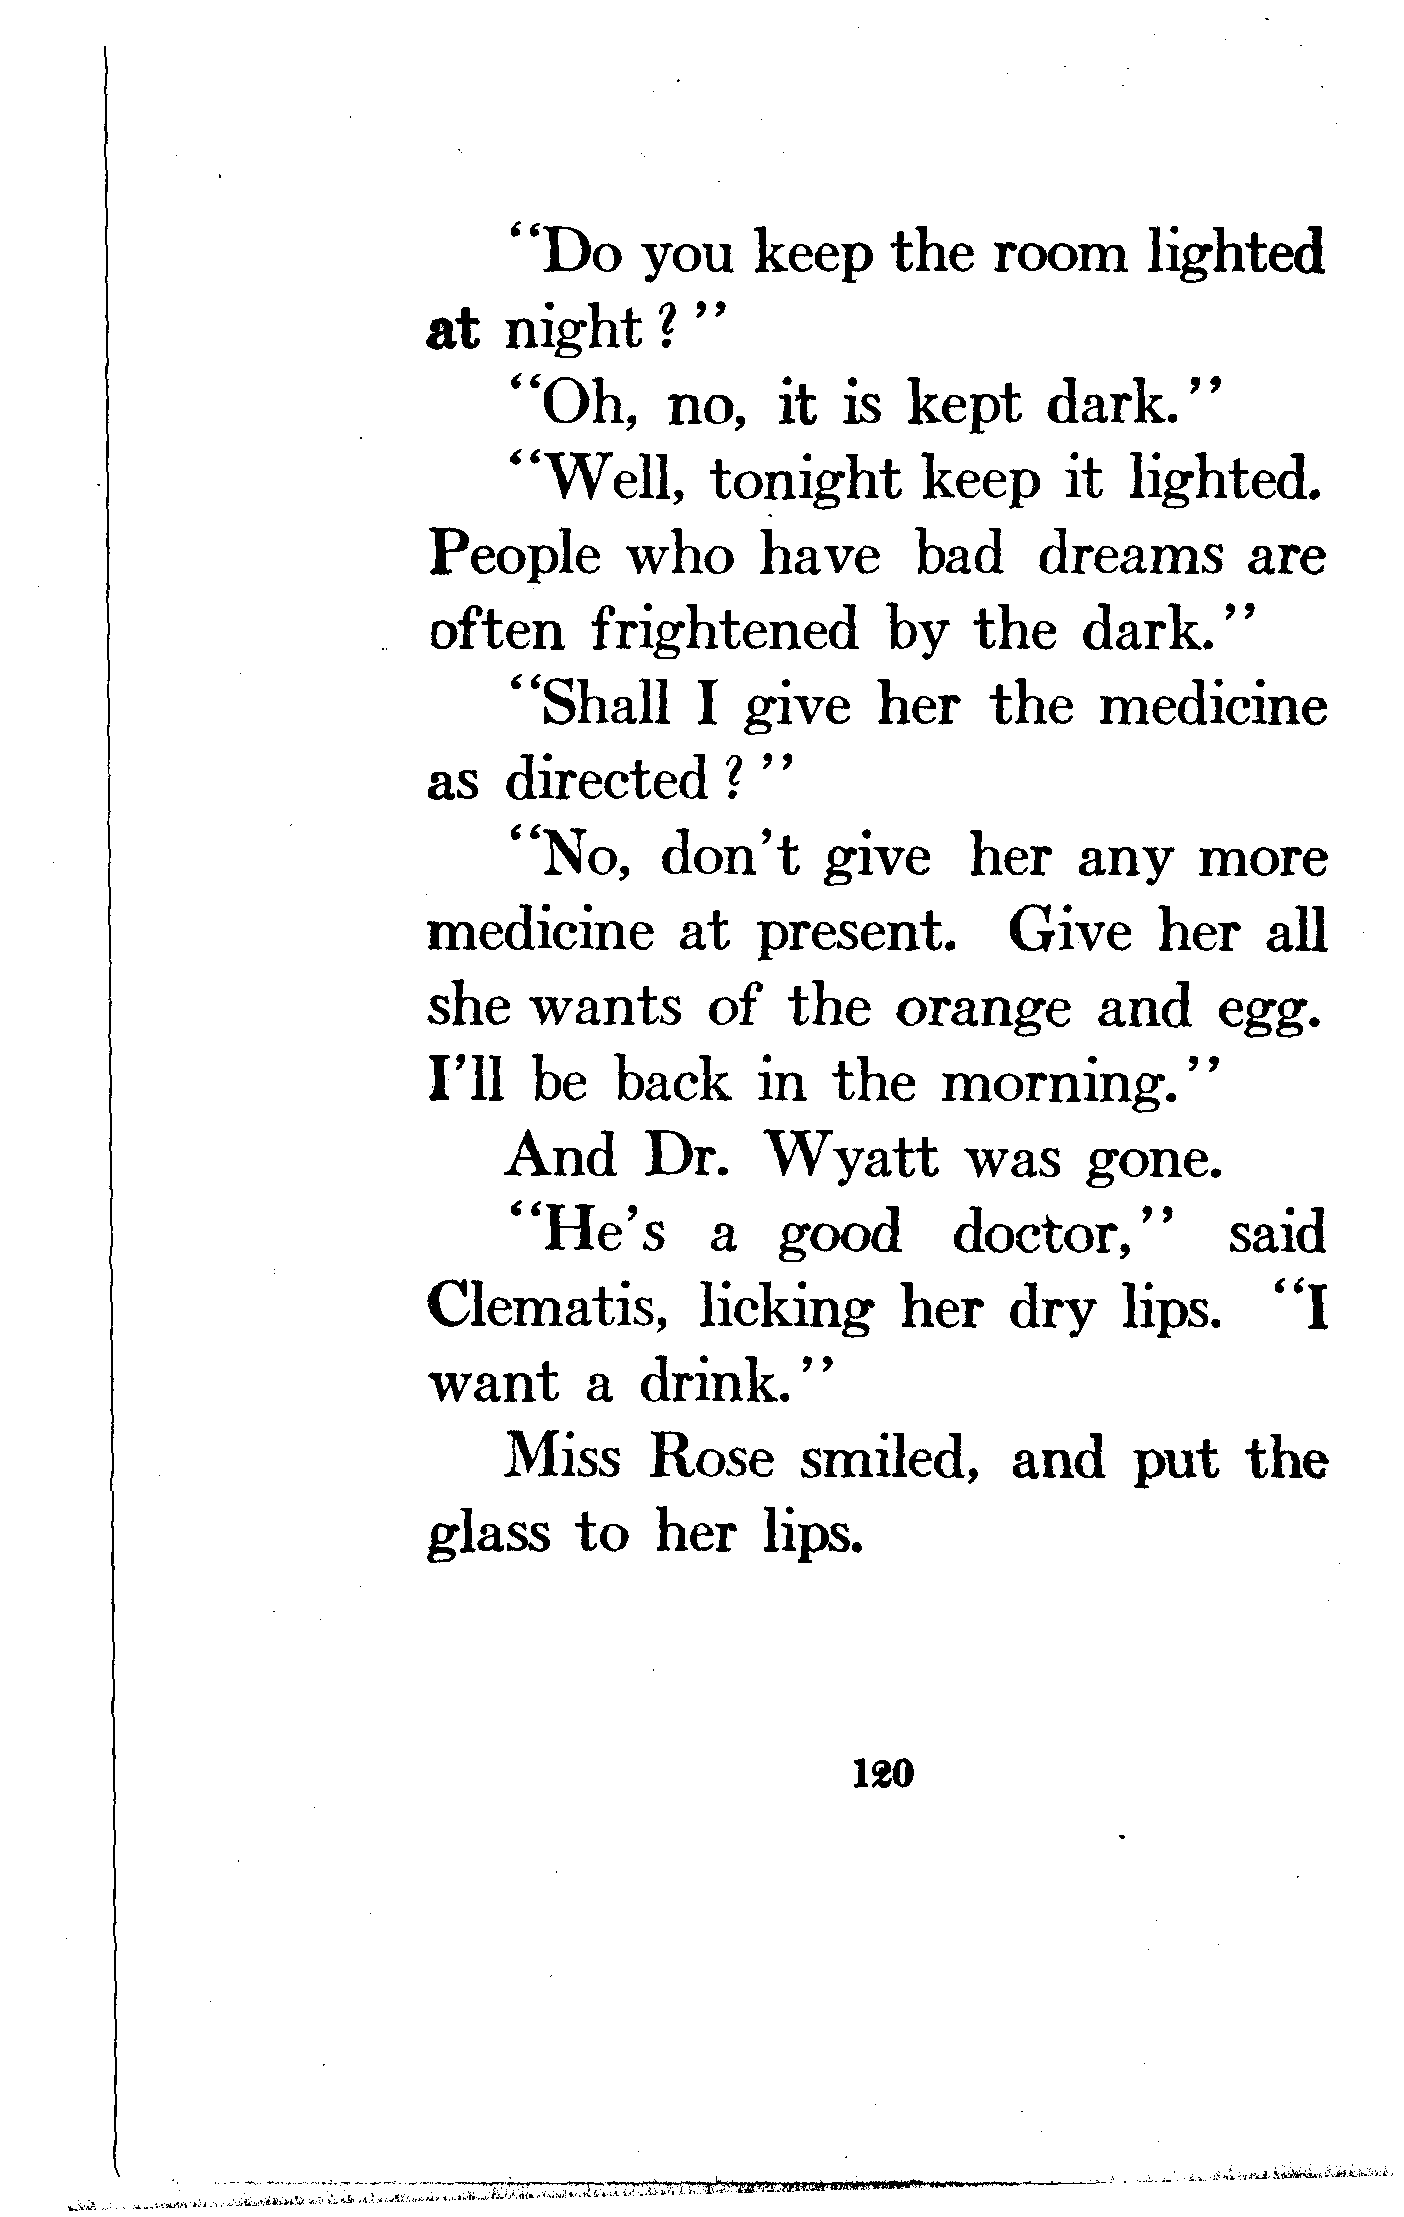 “Do you keep the room lighted
at night?”
“Oh, no, it is kept dark.”
“Well, tonight keep it lighted.
People who have bad dreams are
often frightened by the dark.”
“Shall I give her the medicine
as directed?”
“No, don’t give her any more
medicine at present. Give her all
she wants of the orange and egg.
I’ll be back in the morning.”
And Dr. Wyatt was gone.
“He’s a good doctor,” said
Clematis, licking her dry lips. “I
want a drink.”
Miss Rose smiled, and put the
glass to her lips.
120